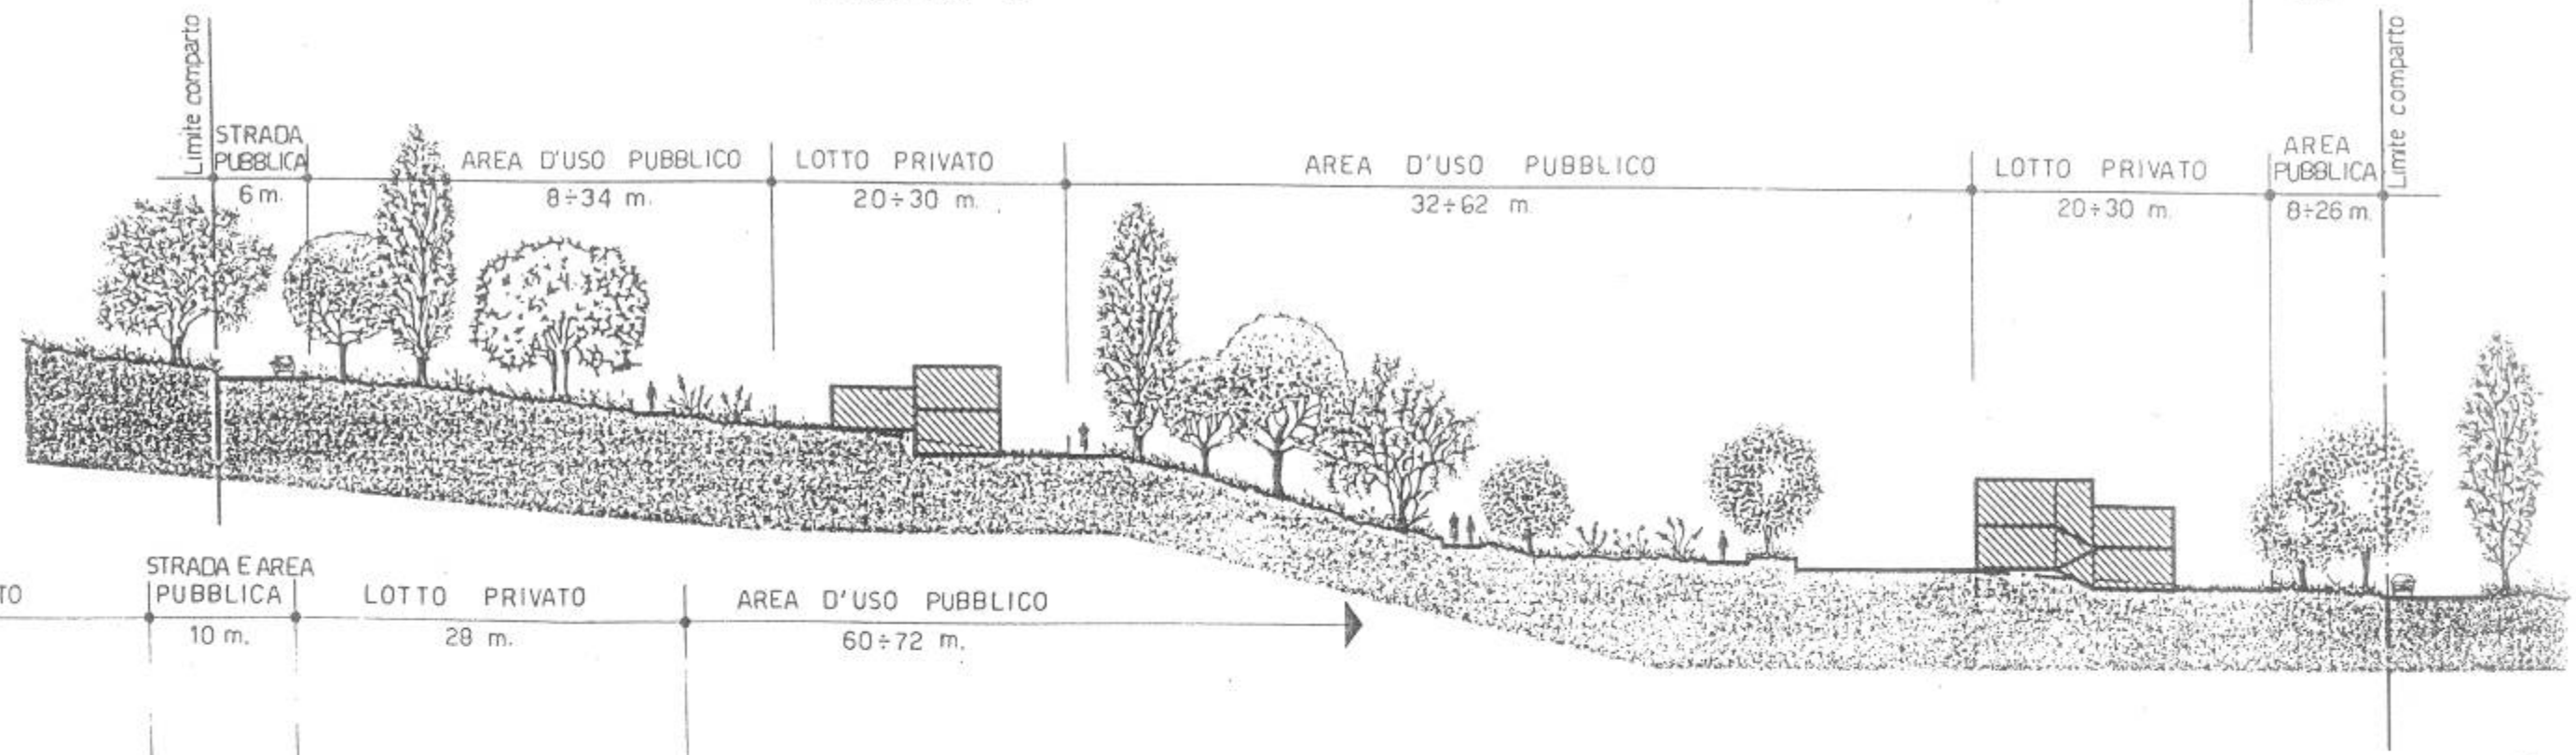 Limite comparto
STRADA
PUBBLICA
6 m.
AREA D'USO PUBBLICO
8÷34 m.
LOTTO PRIVATO
20÷30 m.
AREA D'USO PUBBLICO
32÷62 m.
LOTTO PRIVATO
20÷30 m.
AREA
PUBBLICA
8÷26 m.
Limite comparto
TO
STRADA E AREA
PUBBLICA
10 m.
LOTTO PRIVATO
28 m.
AREA D'USO PUBBLICO
60÷72 m.